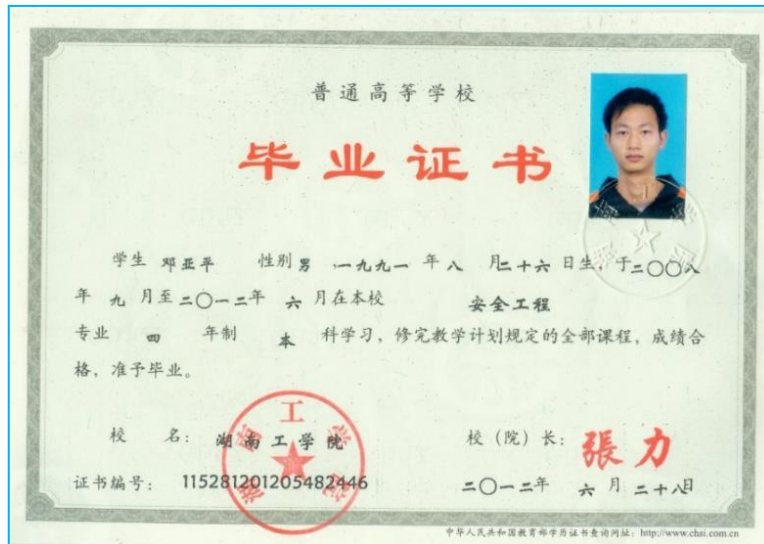 普通高等学校
毕业证书
学生 邓亚平 性别 男 一九九一 年 八 月 二十六 日生，于二〇〇八
年 九 月至二〇一二年 六 月在本校 安全工程
专业 四 年制 本 科学习，修完教学计划规定的全部课程，成绩合
格，准予毕业。
校 名： 湖南工学院 校（院）长： 張力
湖南工学院
证书编号： 115281201205482446 二〇一二年 六 月 二十八日
中华人民共和国教育部学历证书查询网址：http://www.chsi.com.cn